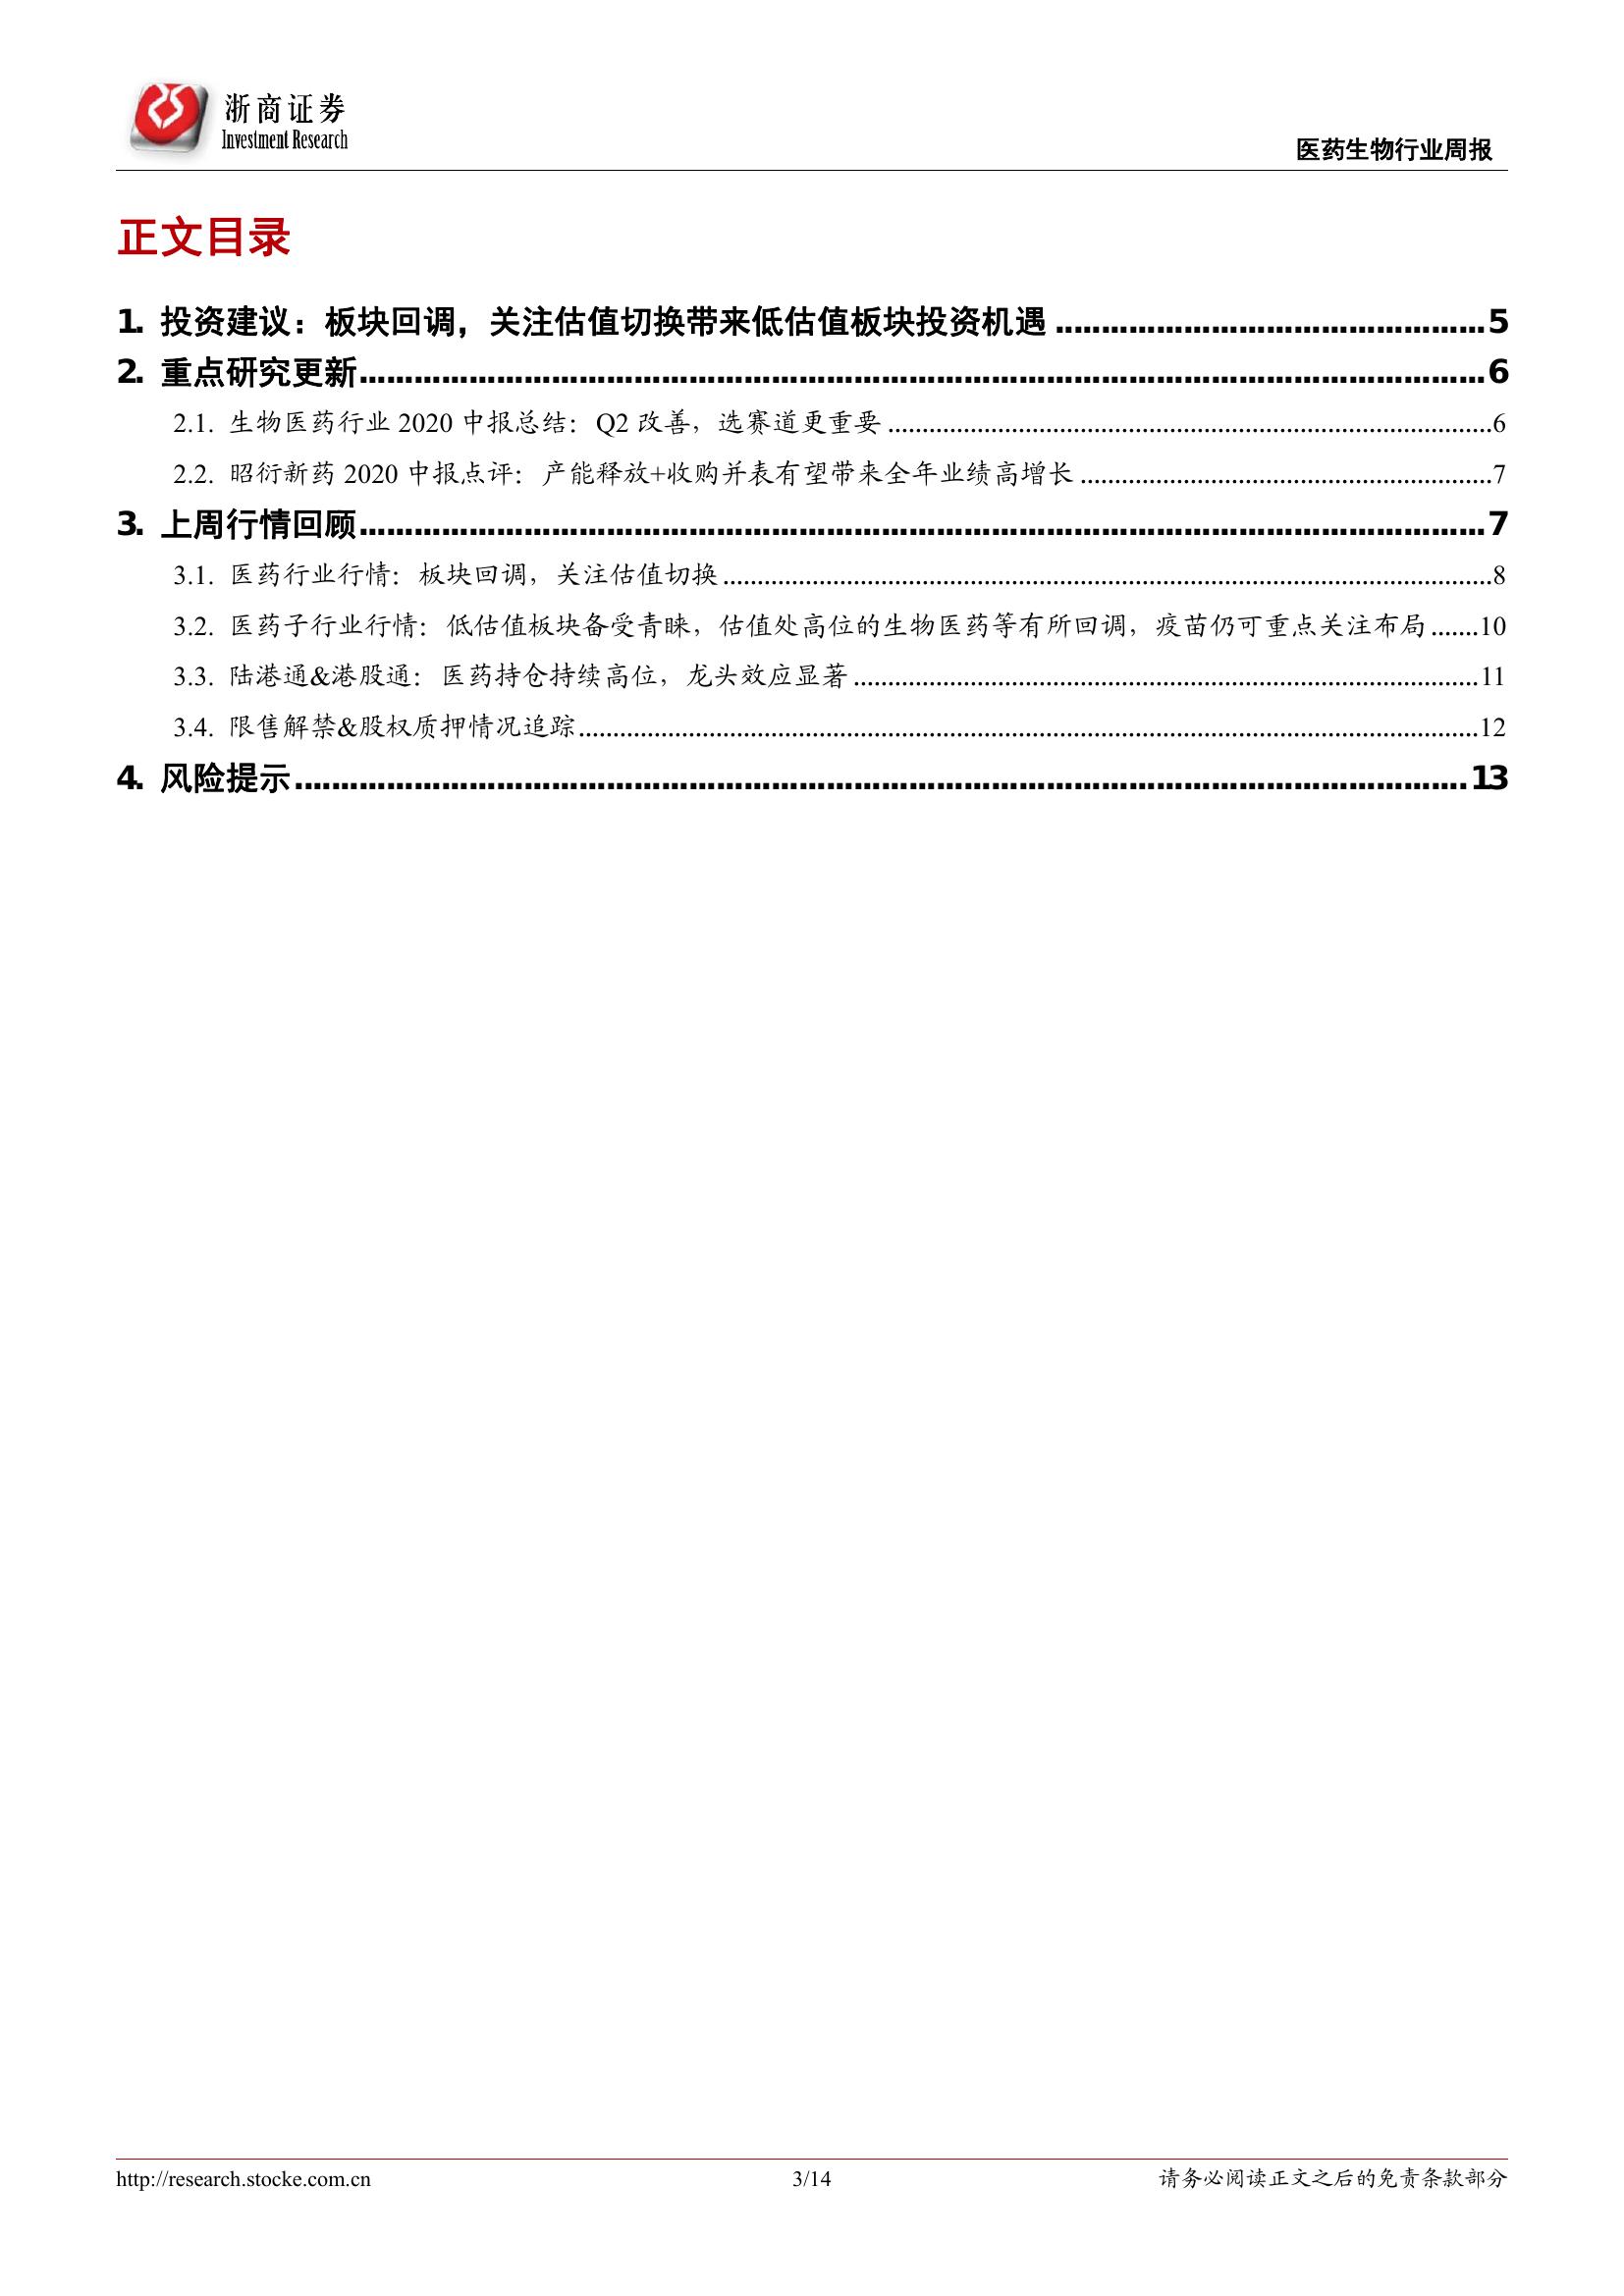 浙商证券
Investment Research
医药生物行业周报
正文目录
1. 投资建议：板块回调，关注估值切换带来低估值板块投资机遇 ................................................ 5
2. 重点研究更新................................................................................................................................ 6
2.1. 生物医药行业 2020 中报总结：Q2 改善，选赛道更重要 ........................................................................................6
2.2. 昭衍新药 2020 中报点评：产能释放+收购并表有望带来全年业绩高增长 ............................................................7
3. 上周行情回顾................................................................................................................................ 7
3.1. 医药行业行情：板块回调，关注估值切换 ................................................................................................................8
3.2. 医药子行业行情：低估值板块备受青睐，估值处高位的生物医药等有所回调，疫苗仍可重点关注布局 .......10
3.3. 陆港通&港股通：医药持仓持续高位，龙头效应显著 ...........................................................................................11
3.4. 限售解禁&股权质押情况追踪 ...................................................................................................................................12
4. 风险提示 ..................................................................................................................................... 13
http://research.stocke.com.cn
3/14
请务必阅读正文之后的免责条款部分